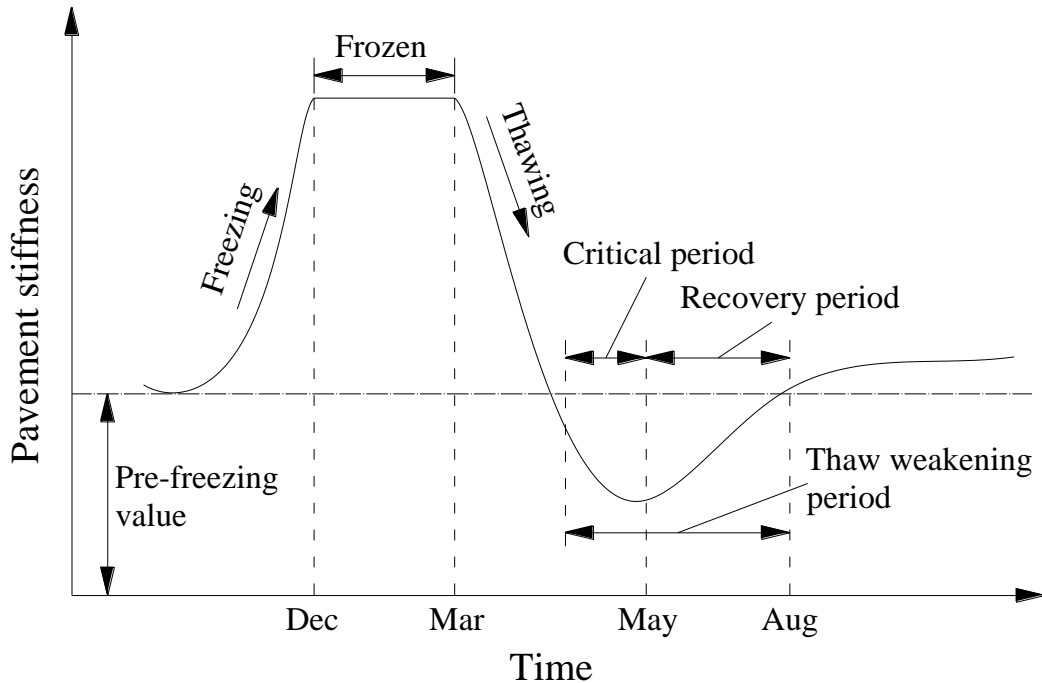 Frozen
Freezing
Thawing
Critical period
Recovery period
Pavement stiffness
Pre-freezing
value
Thaw weakening
period
Dec
Mar
May
Aug
Time